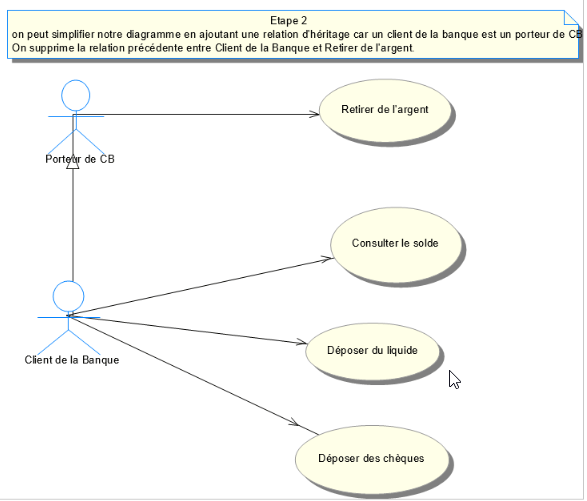 Etape 2
on peut simplifier notre diagramme en ajoutant une relation d'héritage car un client de la banque est un porteur de CB
On supprime la relation précédente entre Client de la Banque et Retirer de l'argent.
Retirer de l'argent
Porteur de CB
Consulter le solde
Déposer du liquide
Client de la Banque
Déposer des chèques